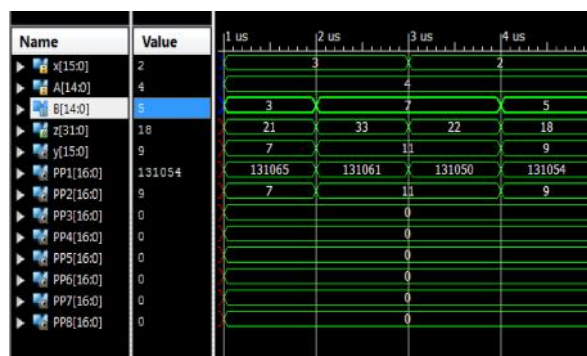 Name Value 1 us 2 us 3 us 4 us
x[15:0] 2 3 2
A[14:0] 4 4
B[14:0] 5 3 7 5
z[31:0] 18 21 33 22 18
y[15:0] 9 7 11 9
PP1[16:0] 131054 131065 131061 131050 131054
PP2[16:0] 9 7 11 9
PP3[16:0] 0 0
PP4[16:0] 0 0
PP5[16:0] 0 0
PP6[16:0] 0 0
PP7[16:0] 0 0
PP8[16:0] 0 0